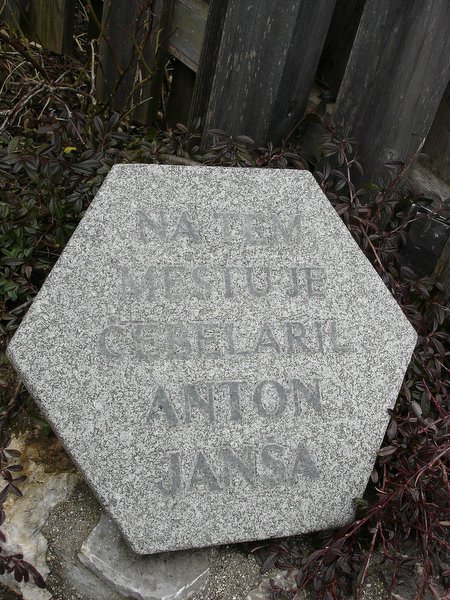 NA TEM
MESTU JE
ČEBELARIL
ANTON
JANŠA